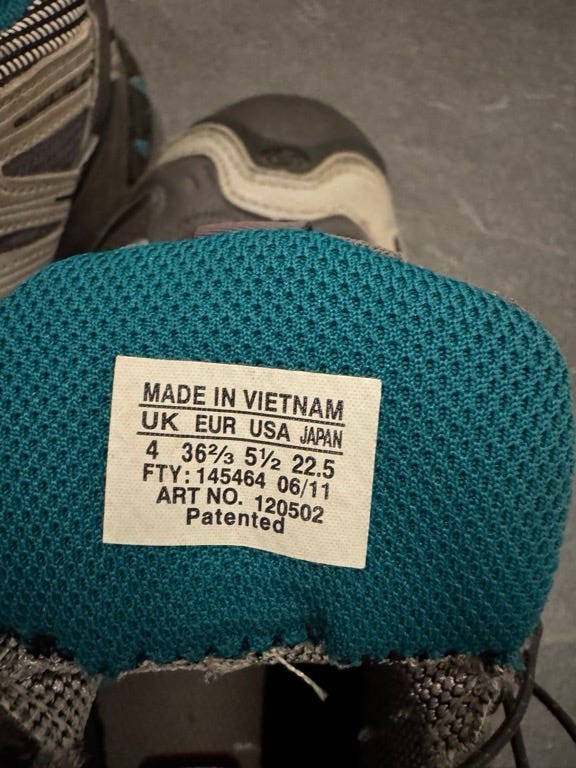 MADE IN VIETNAM
UK EUR USA JAPAN
4 36²/₃ 5½ 22.5
FTY: 145464 06/11
ART NO. 120502
Patented